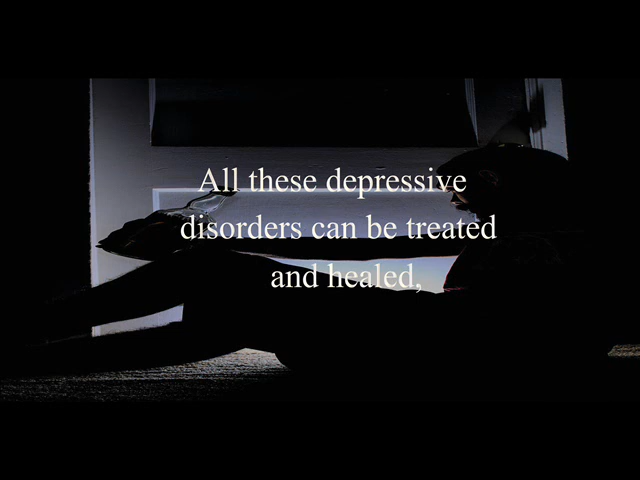 All these depressive
disorders can be treated
and healed,